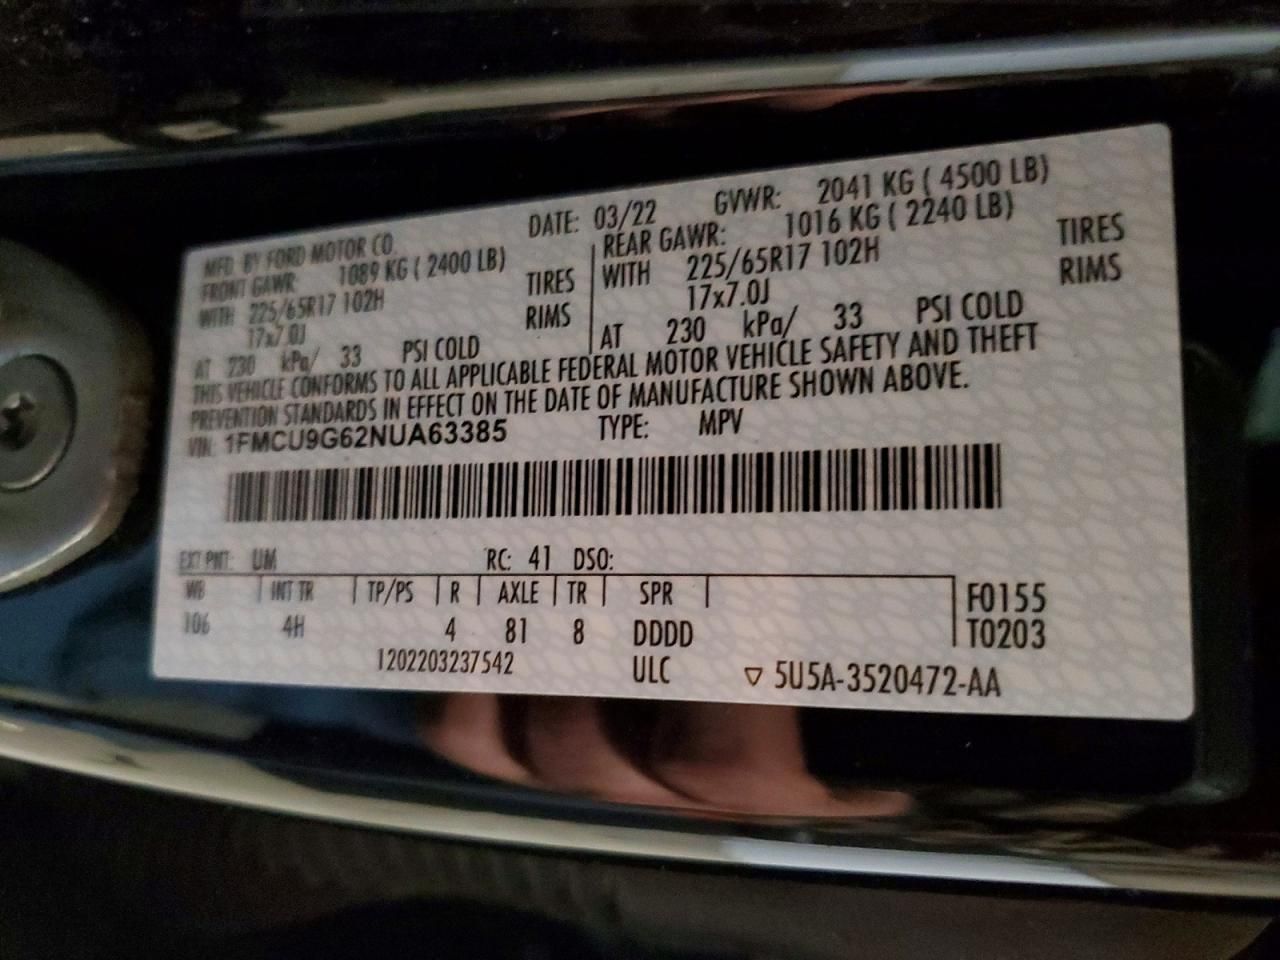 MFD. BY FORD MOTOR CO. DATE: 03/22 GVWR: 2041 KG ( 4500 LB)
FRONT GAWR: 1089 KG ( 2400 LB) REAR GAWR: 1016 KG ( 2240 LB)
WITH 225/65R17 102H TIRES WITH 225/65R17 102H TIRES
17x7.0J RIMS 17x7.0J RIMS
AT 230 kPa/ 33 PSI COLD AT 230 kPa/ 33 PSI COLD
THIS VEHICLE CONFORMS TO ALL APPLICABLE FEDERAL MOTOR VEHICLE SAFETY AND THEFT
PREVENTION STANDARDS IN EFFECT ON THE DATE OF MANUFACTURE SHOWN ABOVE.
VIN: 1FMCU9G62NUA63385 TYPE: MPV
EXT PNT: UM RC: 41 DSO:
WB INT TR TP/PS R AXLE TR SPR F0155
106 4H 4 81 8 DDDD T0203
1202203237542 ULC ▽ 5U5A-3520472-AA